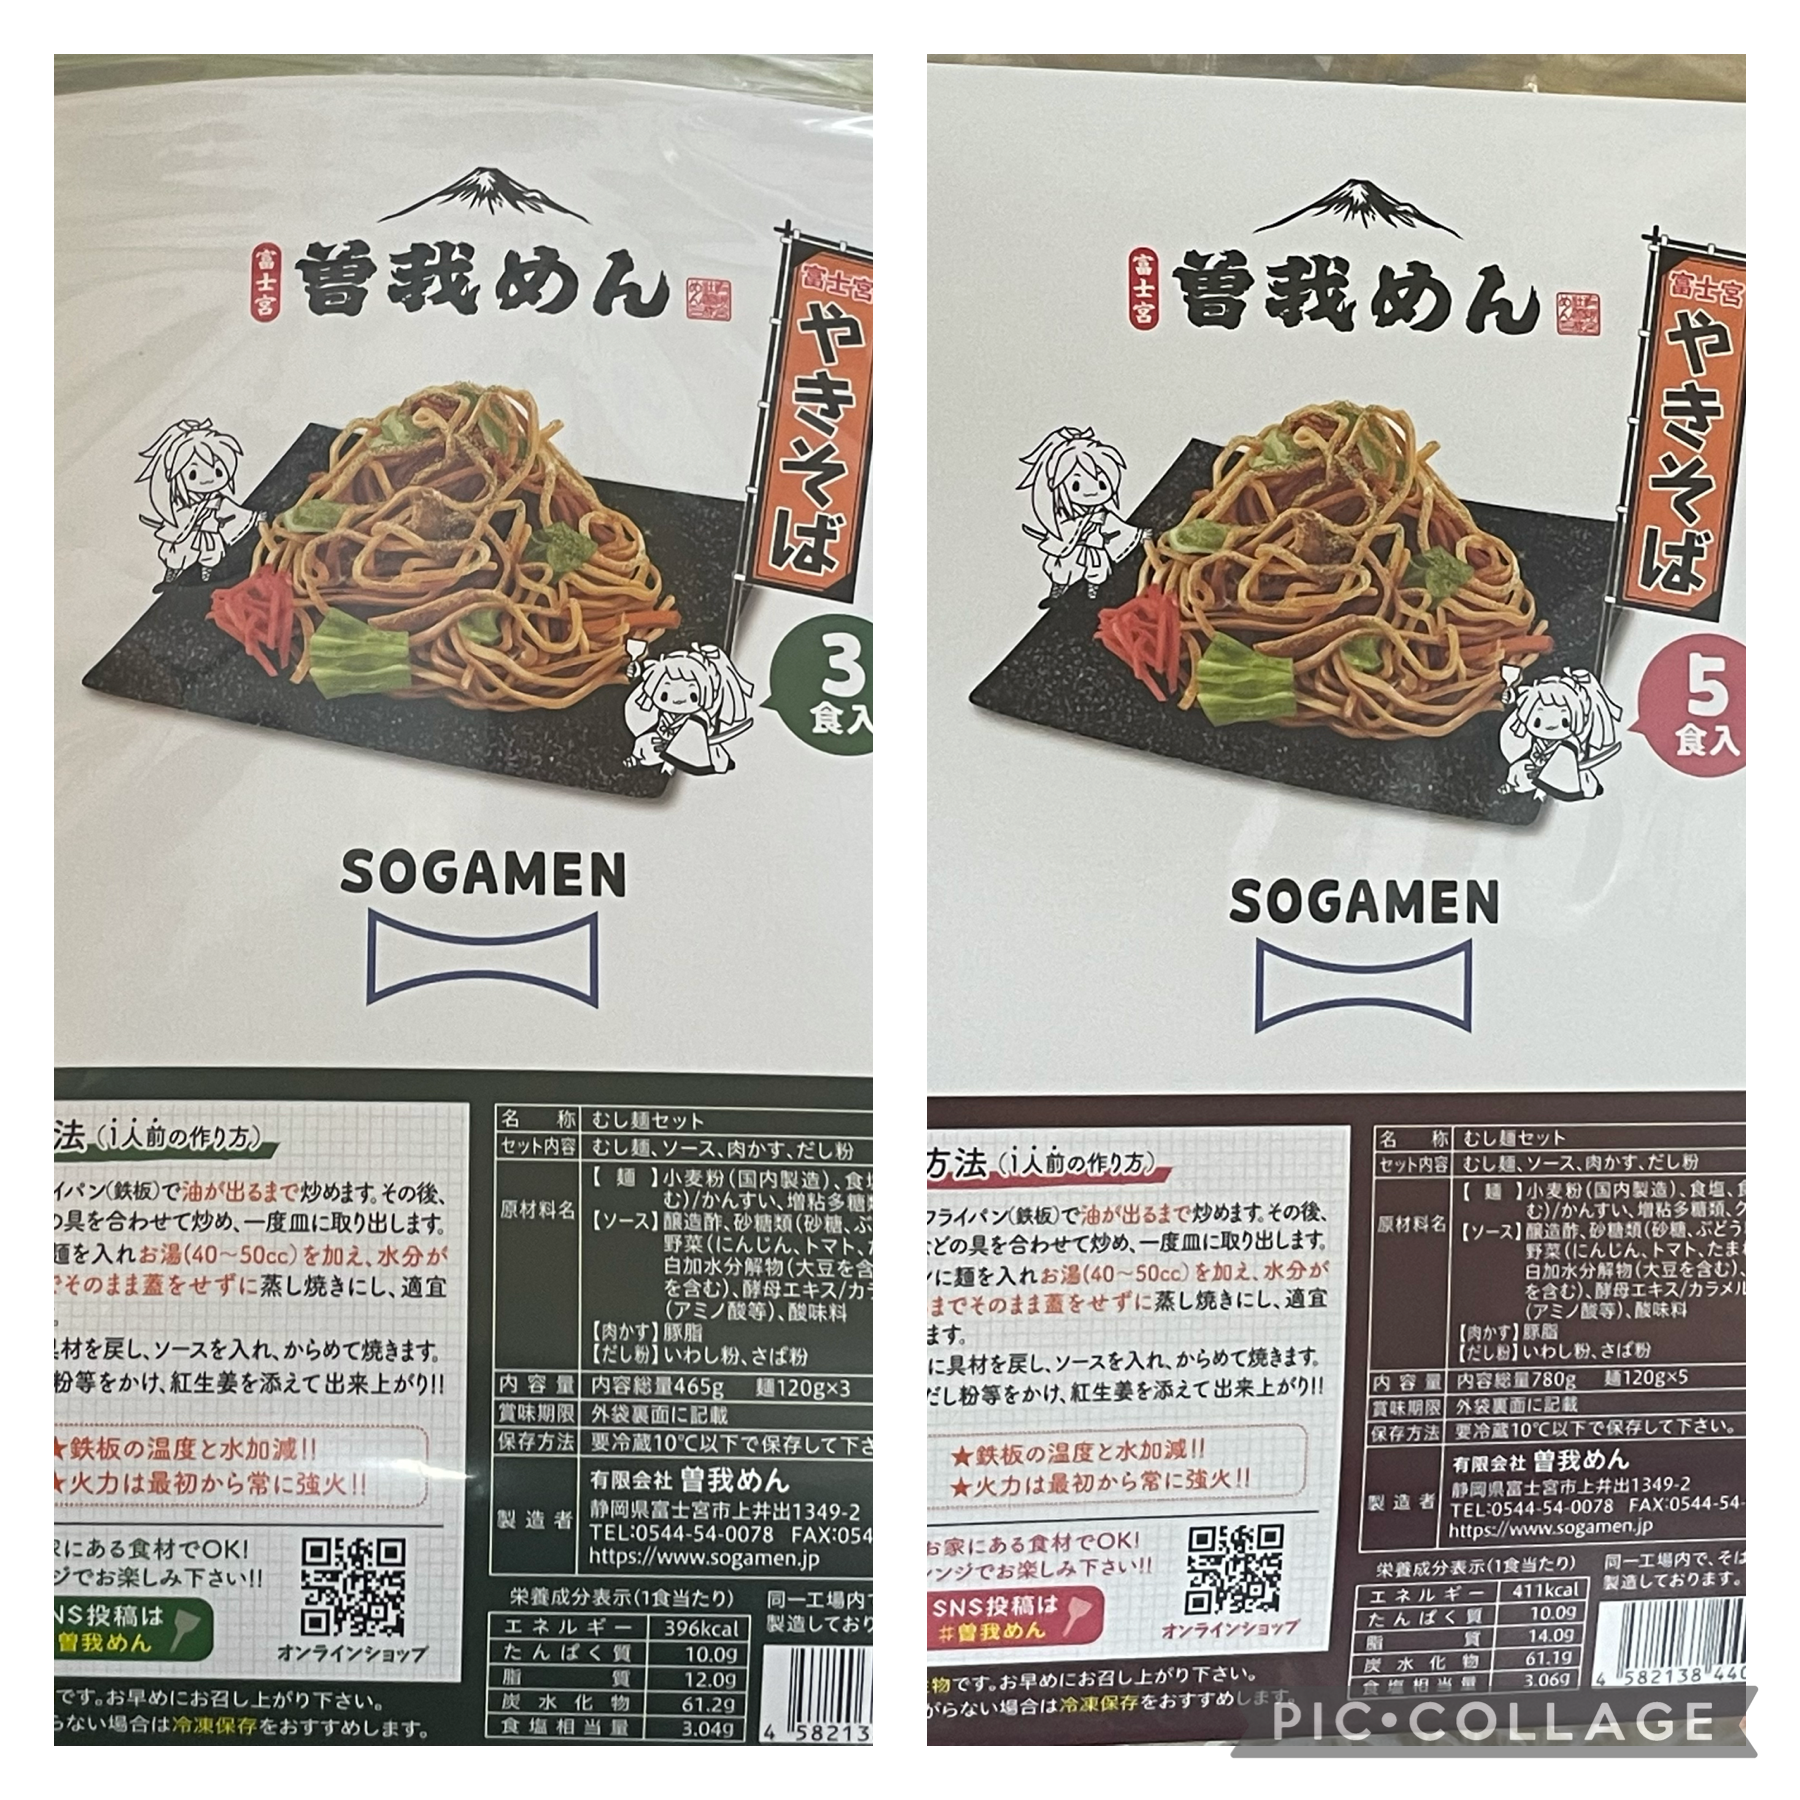 富士宮
曽我めん
富士宮
やきそば
3
食入
SOGAMEN
法(1人前の作り方)
イパン(鉄板)で油が出るまで炒めます。その後、
の具を合わせて炒め、一度皿に取り出します。
麺を入れお湯(40〜50cc)を加え、水分が
でそのまま蓋をせずに蒸し焼きにし、適宜
。
具材を戻し、ソースを入れ、からめて焼きます。
粉等をかけ、紅生姜を添えて出来上がり!!
★鉄板の温度と水加減!!
★火力は最初から常に強火!!
にある食材でOK!
ンジでお楽しみ下さい!!
NS投稿は
曽我めん
オンラインショップ
です。お早めにお召し上がり下さい。
らない場合は冷凍保存をおすすめします。
名称 むし麺セット
セット内容 むし麺、ソース、肉かす、だし粉
原材料名 【麺】小麦粉(国内製造)、食塩
む)/かんすい、増粘多糖類
【ソース】醸造酢、砂糖類(砂糖、ぶ
野菜(にんじん、トマト、
白加水分解物(大豆を含
を含む)、酵母エキス/カラ
(アミノ酸等)、酸味料
【肉かす】豚脂
【だし粉】いわし粉、さば粉
内容量 内容総量465g 麺120g×3
賞味期限 外袋裏面に記載
保存方法 要冷蔵10℃以下で保存して下さ
製造者 有限会社 曽我めん
静岡県富士宮市上井出1349-2
TEL:0544-54-0078 FAX:054
https://www.sogamen.jp
栄養成分表示(1食当たり)
エネルギー 396kcal
たんぱく質 10.0g
脂質 12.0g
炭水化物 61.2g
食塩相当量 3.04g
同一工場内
製造してお
4 58213
富士宮
曽我めん
富士宮
やきそば
5
食入
SOGAMEN
方法(1人前の作り方)
フライパン(鉄板)で油が出るまで炒めます。その後、
などの具を合わせて炒め、一度皿に取り出します。
ンに麺を入れお湯(40〜50cc)を加え、水分が
までそのまま蓋をせずに蒸し焼きにし、適宜
ます。
に具材を戻し、ソースを入れ、からめて焼きます。
だし粉等をかけ、紅生姜を添えて出来上がり!!
★鉄板の温度と水加減!!
★火力は最初から常に強火!!
お家にある食材でOK!
レンジでお楽しみ下さい!!
SNS投稿は
#曽我めん
オンラインショップ
物です。お早めにお召し上がり下さい。
がらない場合は冷凍保存をおすすめします。
名称 むし麺セット
セット内容 むし麺、ソース、肉かす、だし粉
原材料名 【麺】小麦粉(国内製造)、食塩、
む)/かんすい、増粘多糖類、
【ソース】醸造酢、砂糖類(砂糖、ぶどう
野菜(にんじん、トマト、たま
白加水分解物(大豆を含む)、
を含む)、酵母エキス/カラメル
(アミノ酸等)、酸味料
【肉かす】豚脂
【だし粉】いわし粉、さば粉
内容量 内容総量780g 麺120g×5
賞味期限 外袋裏面に記載
保存方法 要冷蔵10℃以下で保存して下さい。
製造者 有限会社 曽我めん
静岡県富士宮市上井出1349-2
TEL:0544-54-0078 FAX:0544-54-
https://www.sogamen.jp
栄養成分表示(1食当たり)
エネルギー 411kcal
たんぱく質 10.0g
脂質 14.0g
炭水化物 61.1g
食塩相当量 3.06g
同一工場内で、そば
製造しております。
4 582138 440
PIC•COLLAGE